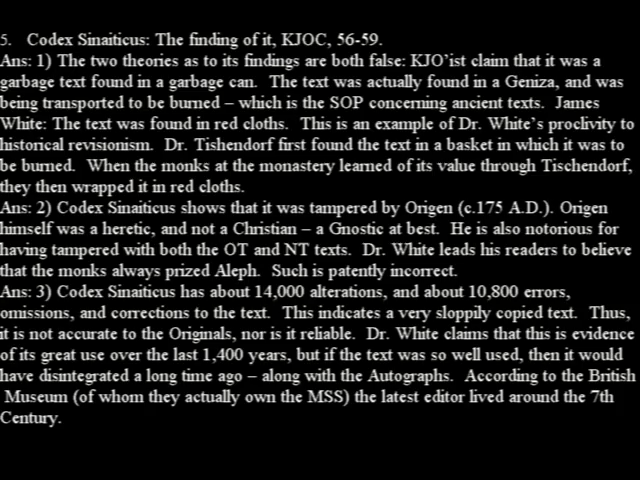 5. Codex Sinaiticus: The finding of it, KJOC, 56-59.
Ans: 1) The two theories as to its findings are both false: KJO'ist claim that it was a
garbage text found in a garbage can. The text was actually found in a Geniza, and was
being transported to be burned – which is the SOP concerning ancient texts. James
White: The text was found in red cloths. This is an example of Dr. White's proclivity to
historical revisionism. Dr. Tishendorf first found the text in a basket in which it was to
be burned. When the monks at the monastery learned of its value through Tischendorf,
they then wrapped it in red cloths.
Ans: 2) Codex Sinaiticus shows that it was tampered by Origen (c.175 A.D.). Origen
himself was a heretic, and not a Christian – a Gnostic at best. He is also notorious for
having tampered with both the OT and NT texts. Dr. White leads his readers to believe
that the monks always prized Aleph. Such is patently incorrect.
Ans: 3) Codex Sinaiticus has about 14,000 alterations, and about 10,800 errors,
omissions, and corrections to the text. This indicates a very sloppily copied text. Thus,
it is not accurate to the Originals, nor is it reliable. Dr. White claims that this is evidence
of its great use over the last 1,400 years, but if the text was so well used, then it would
have disintegrated a long time ago – along with the Autographs. According to the British
Museum (of whom they actually own the MSS) the latest editor lived around the 7th
Century.